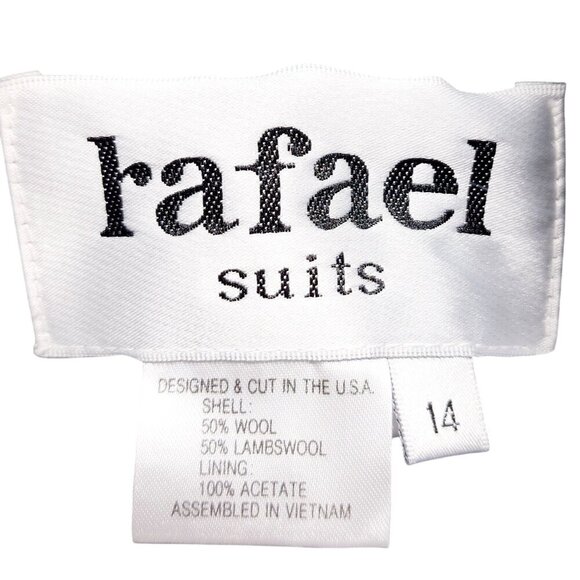 rafael
suits
DESIGNED & CUT IN THE U.S.A.
SHELL:
50% WOOL
50% LAMBSWOOL
LINING
100% ACETATE
ASSEMBLED IN VIETNAM
14